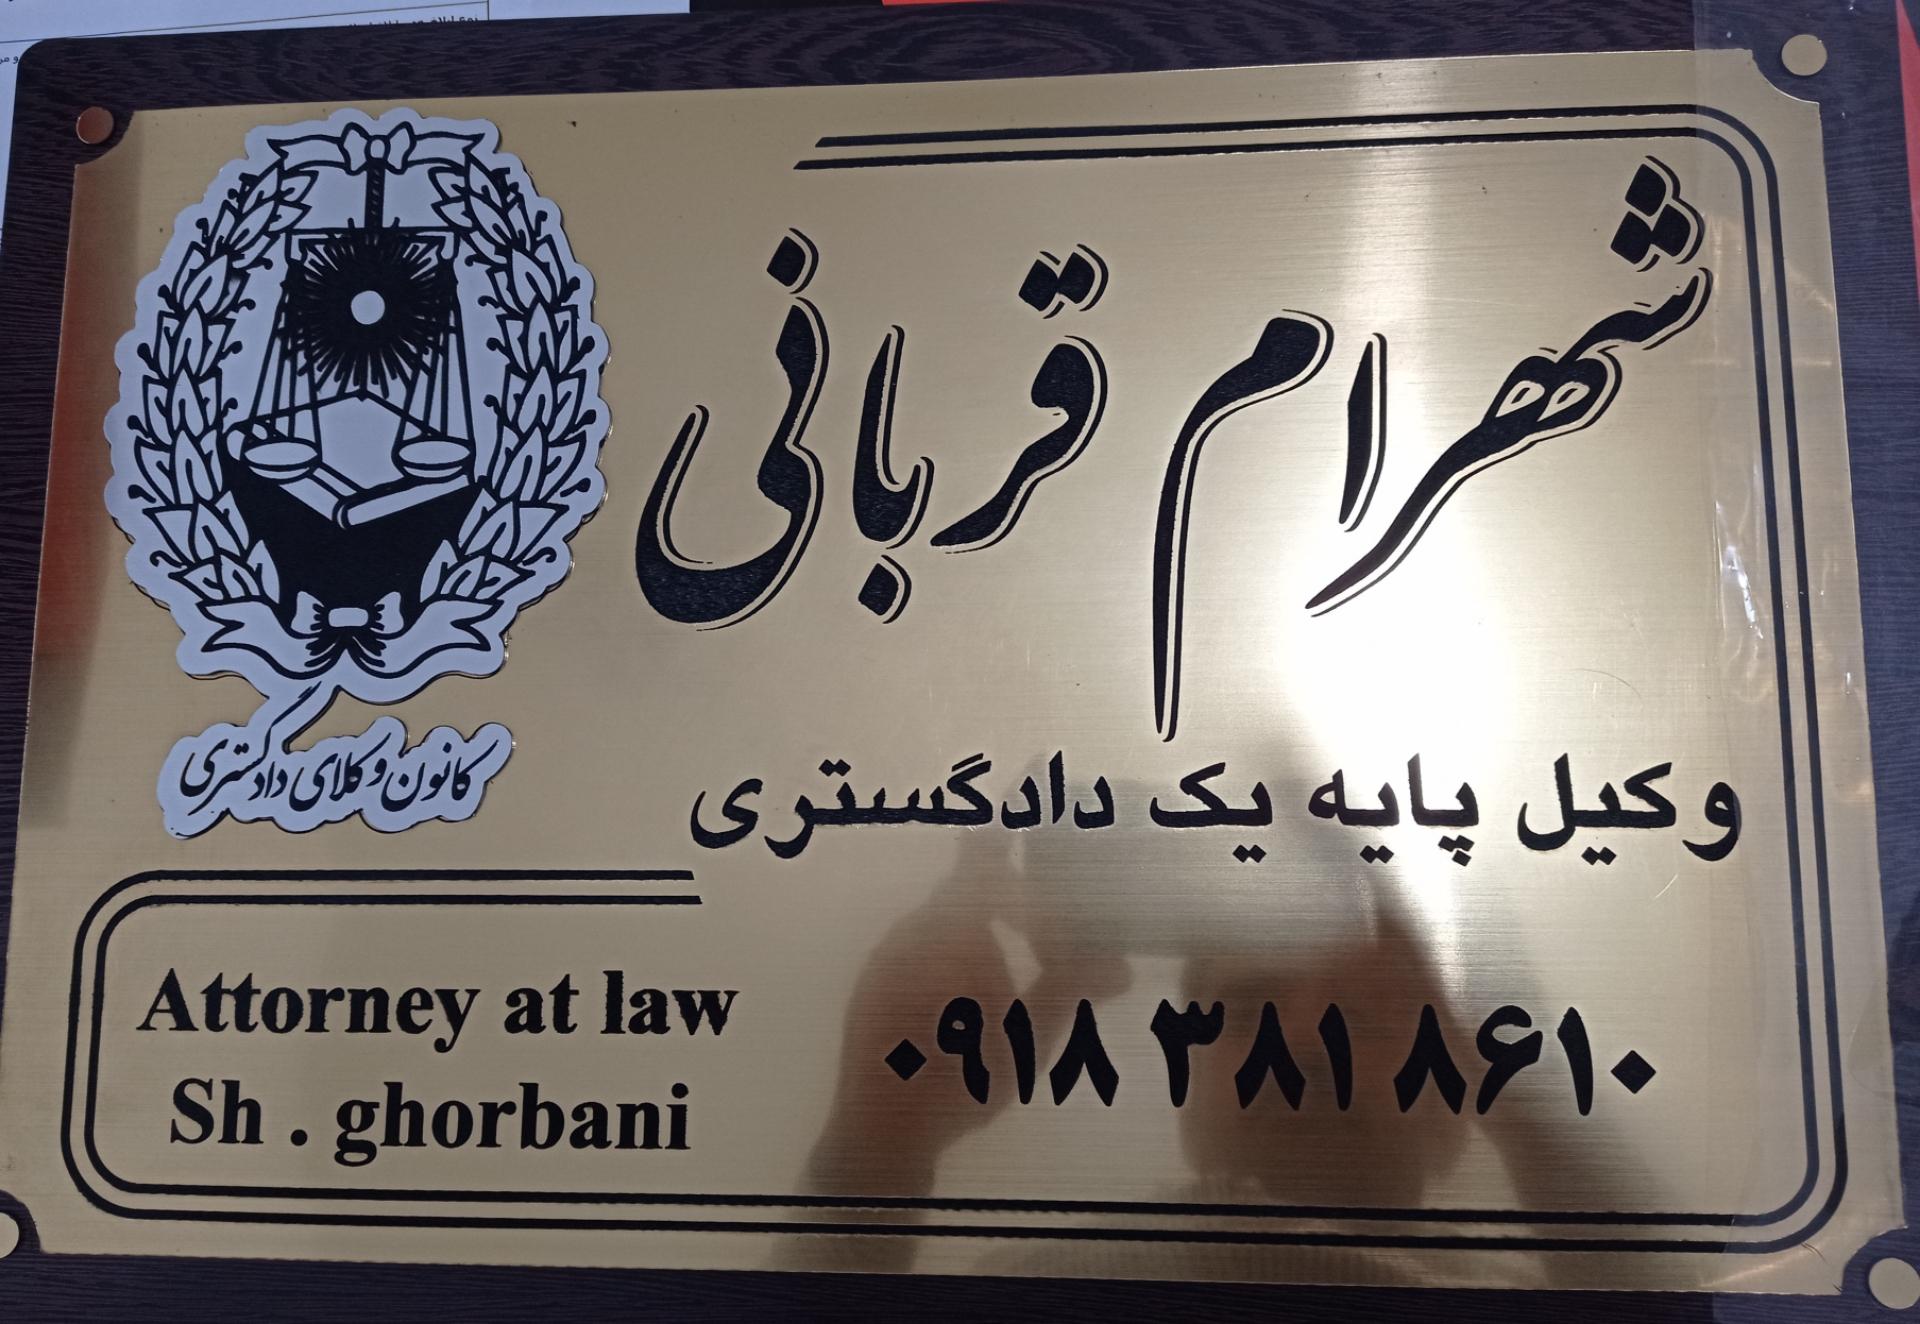 شهرام قربانی
کانون وکلای دادگستری
وکیل پایه یک دادگستری
Attorney at law
Sh . ghorbani
۰۹۱۸ ۳۸۱ ۸۶۱۰